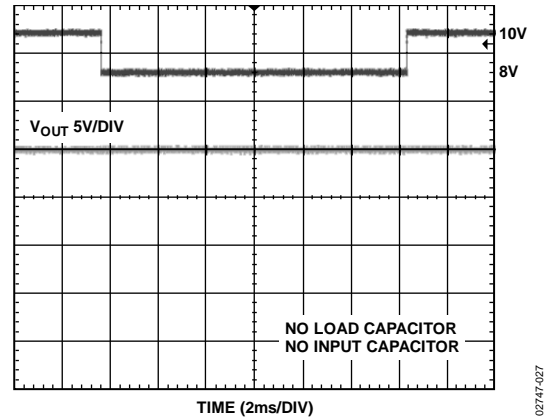 10V
8V
VOUT 5V/DIV
NO LOAD CAPACITOR
NO INPUT CAPACITOR
TIME (2ms/DIV)
02747-027